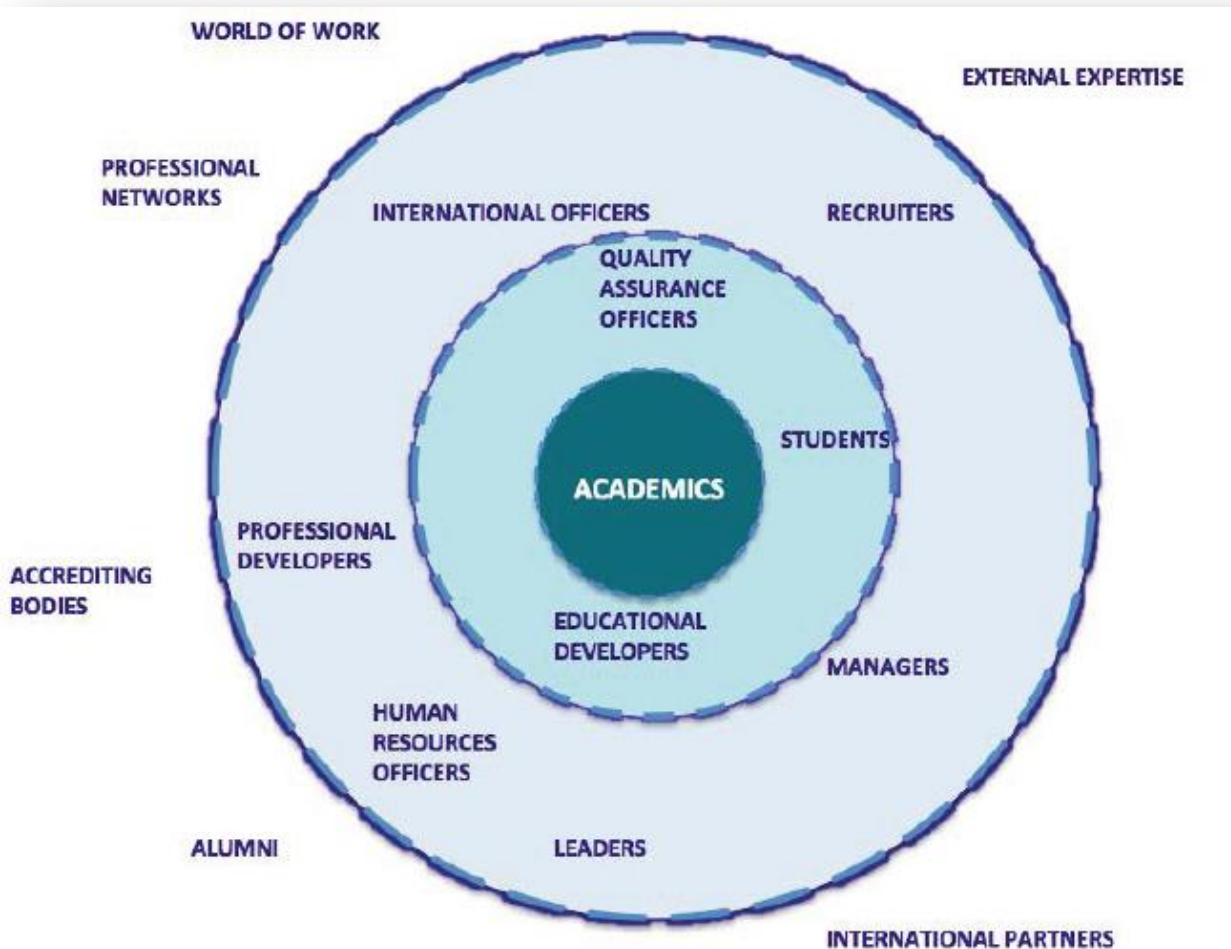 WORLD OF WORK
EXTERNAL EXPERTISE
PROFESSIONAL
NETWORKS
INTERNATIONAL OFFICERS
RECRUITERS
QUALITY
ASSURANCE
OFFICERS
STUDENTS
ACADEMICS
PROFESSIONAL
DEVELOPERS
ACCREDITING
BODIES
EDUCATIONAL
DEVELOPERS
MANAGERS
HUMAN
RESOURCES
OFFICERS
ALUMNI
LEADERS
INTERNATIONAL PARTNERS